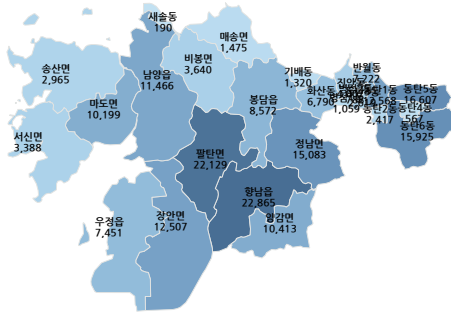 새솔동
190
매송면
1,475
비봉면
3,640
송산면
2,965
남양읍
11,466
기배동
1,320
반월동
7,222
화산동
6,790
동탄5동
16,607
마도면
10,199
봉담읍
8,572
1,059
동탄4동
567
2,417
동탄6동
15,925
서신면
3,388
팔탄면
22,129
정남면
15,083
향남읍
22,865
우정읍
7,451
장안면
12,507
양감면
10,413